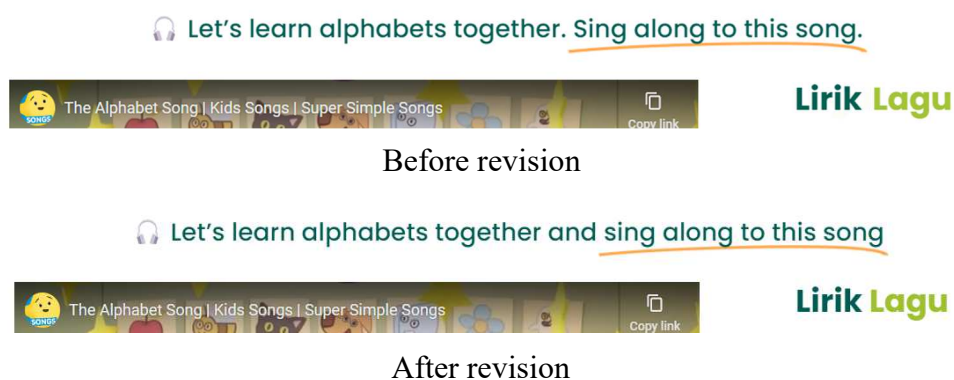 🎧 Let's learn alphabets together. Sing along to this song.
SONGS The Alphabet Song | Kids Songs | Super Simple Songs
Copy link
Lirik Lagu
Before revision
🎧 Let's learn alphabets together and sing along to this song
SONGS The Alphabet Song | Kids Songs | Super Simple Songs
Copy link
Lirik Lagu
After revision